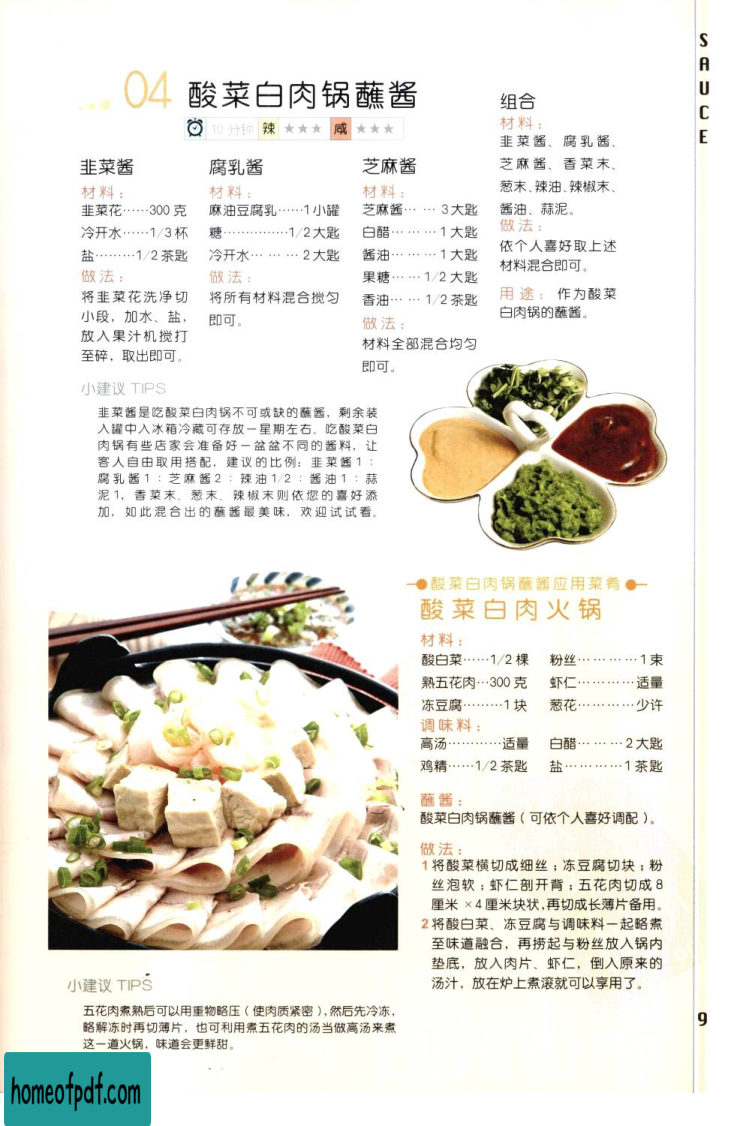 SAUCE
04 酸菜白肉锅蘸酱
10分钟 辣 ★★★ 咸 ★★★
韭菜酱
材料：
韭菜花……300 克
冷开水……1/3 杯
盐………1/2 茶匙
做法：
将韭菜花洗净切
小段，加水、盐，
放入果汁机搅打
至碎，取出即可。
腐乳酱
材料：
麻油豆腐乳……1 小罐
糖……………1/2 大匙
冷开水………… 2 大匙
做法：
将所有材料混合搅匀
即可。
芝麻酱
材料：
芝麻酱…… 3 大匙
白醋……… 1 大匙
酱油……… 1 大匙
果糖…… 1/2 大匙
香油…… 1/2 茶匙
做法：
材料全部混合均匀
即可。
组合
材料：
韭菜酱、腐乳酱、
芝麻酱、香菜末、
葱末、辣油、辣椒末、
酱油、蒜泥。
做法：
依个人喜好取上述
材料混合即可。
用途：作为酸菜
白肉锅的蘸酱。
小建议 TIPS
韭菜酱是吃酸菜白肉锅不可或缺的蘸酱，剩余装
入罐中入冰箱冷藏可存放一星期左右。吃酸菜白
肉锅有些店家会准备好一盆盆不同的酱料，让
客人自由取用搭配，建议的比例：韭菜酱 1：
腐乳酱 1：芝麻酱 2：辣油 1/2：酱油 1：蒜
泥 1，香菜末、葱末、辣椒末则依您的喜好添
加，如此混合出的蘸酱最美味，欢迎试试看。
酸菜白肉锅蘸酱应用菜肴
酸菜白肉火锅
材料：
酸白菜……1/2 棵 粉丝…………1 束
熟五花肉…300 克 虾仁…………适量
冻豆腐………1 块 葱花…………少许
调味料：
高汤…………适量 白醋………2 大匙
鸡精……1/2 茶匙 盐…………1 茶匙
蘸酱：
酸菜白肉锅蘸酱（可依个人喜好调配）。
做法：
1 将酸菜横切成细丝；冻豆腐切块；粉
丝泡软；虾仁剖开背；五花肉切成 8
厘米 ×4 厘米块状，再切成长薄片备用。
2 将酸白菜、冻豆腐与调味料一起略煮
至味道融合，再捞起与粉丝放入锅内
垫底，放入肉片、虾仁，倒入原来的
汤汁，放在炉上煮滚就可以享用了。
小建议 TIPS
五花肉煮熟后可以用重物略压（使肉质紧密），然后先冷冻，
略解冻时再切薄片，也可利用煮五花肉的汤当做高汤来煮
这一道火锅，味道会更鲜甜。
9
homeofpdf.com